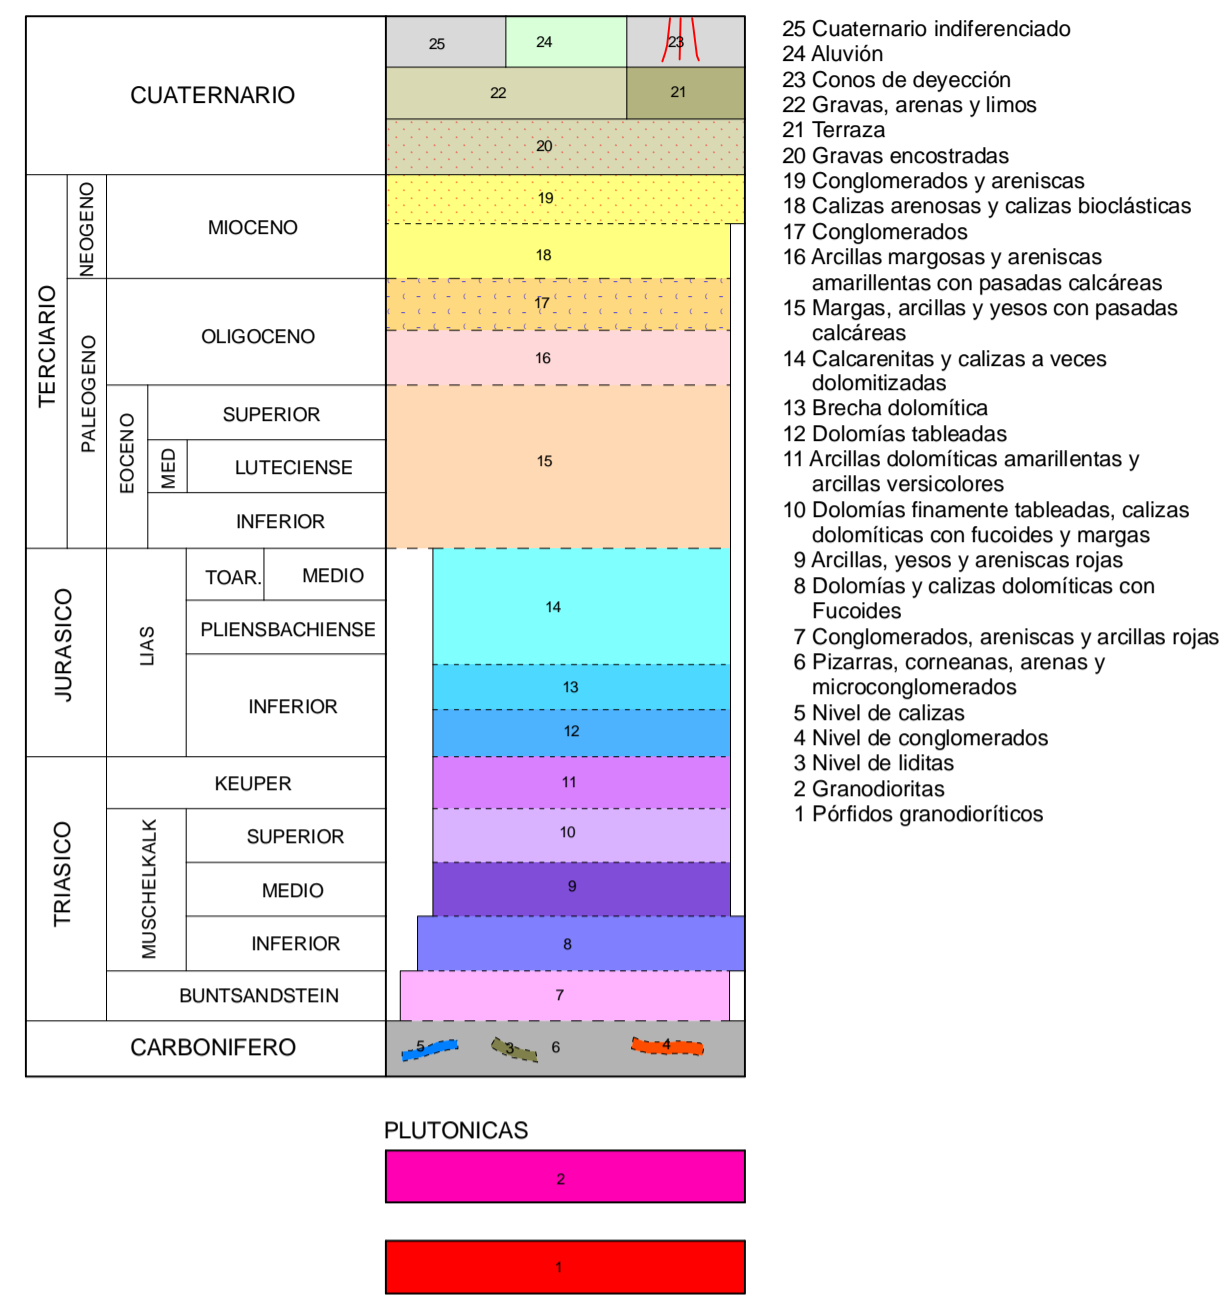 CUATERNARIO
25
24
23
22
21
20
TERCIARIO
NEOGENO
MIOCENO
19
18
PALEOGENO
OLIGOCENO
17
16
EOCENO
SUPERIOR
MED
LUTECIENSE
INFERIOR
15
JURASICO
LIAS
TOAR.
MEDIO
PLIENSBACHIENSE
INFERIOR
14
13
12
TRIASICO
KEUPER
11
MUSCHELKALK
SUPERIOR
10
MEDIO
9
INFERIOR
8
BUNTSANDSTEIN
7
CARBONIFERO
5
3
6
4
PLUTONICAS
2
1
25 Cuaternario indiferenciado
24 Aluvión
23 Conos de deyección
22 Gravas, arenas y limos
21 Terraza
20 Gravas encostradas
19 Conglomerados y areniscas
18 Calizas arenosas y calizas bioclásticas
17 Conglomerados
16 Arcillas margosas y areniscas
amarillentas con pasadas calcáreas
15 Margas, arcillas y yesos con pasadas
calcáreas
14 Calcarenitas y calizas a veces
dolomitizadas
13 Brecha dolomítica
12 Dolomías tableadas
11 Arcillas dolomíticas amarillentas y
arcillas versicolores
10 Dolomías finamente tableadas, calizas
dolomíticas con fucoides y margas
9 Arcillas, yesos y areniscas rojas
8 Dolomías y calizas dolomíticas con
Fucoides
7 Conglomerados, areniscas y arcillas rojas
6 Pizarras, corneanas, arenas y
microconglomerados
5 Nivel de calizas
4 Nivel de conglomerados
3 Nivel de liditas
2 Granodioritas
1 Pórfidos granodioríticos